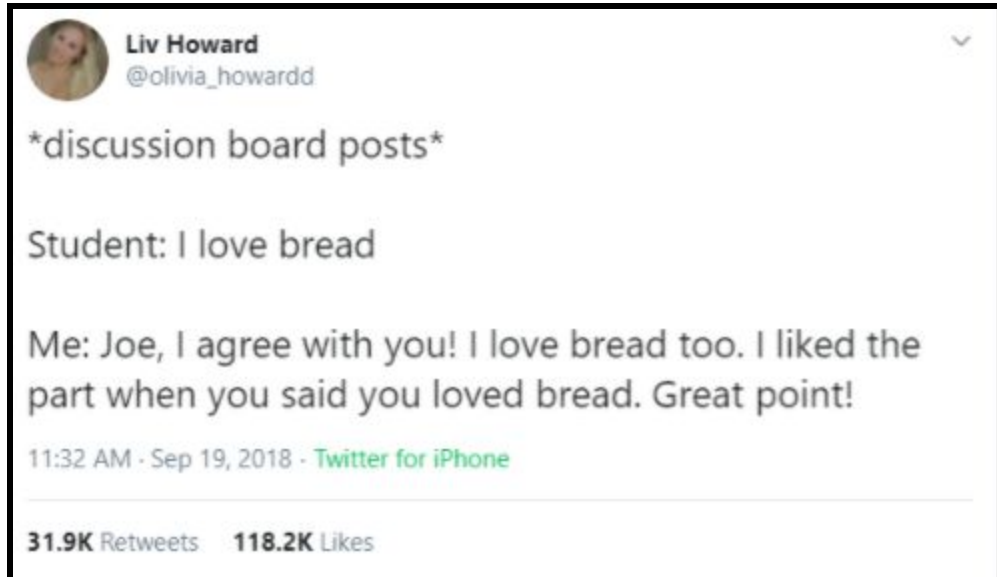 Liv Howard
@olivia_howardd
*discussion board posts*
Student: I love bread
Me: Joe, I agree with you! I love bread too. I liked the
part when you said you loved bread. Great point!
11:32 AM · Sep 19, 2018 · Twitter for iPhone
31.9K Retweets 118.2K Likes